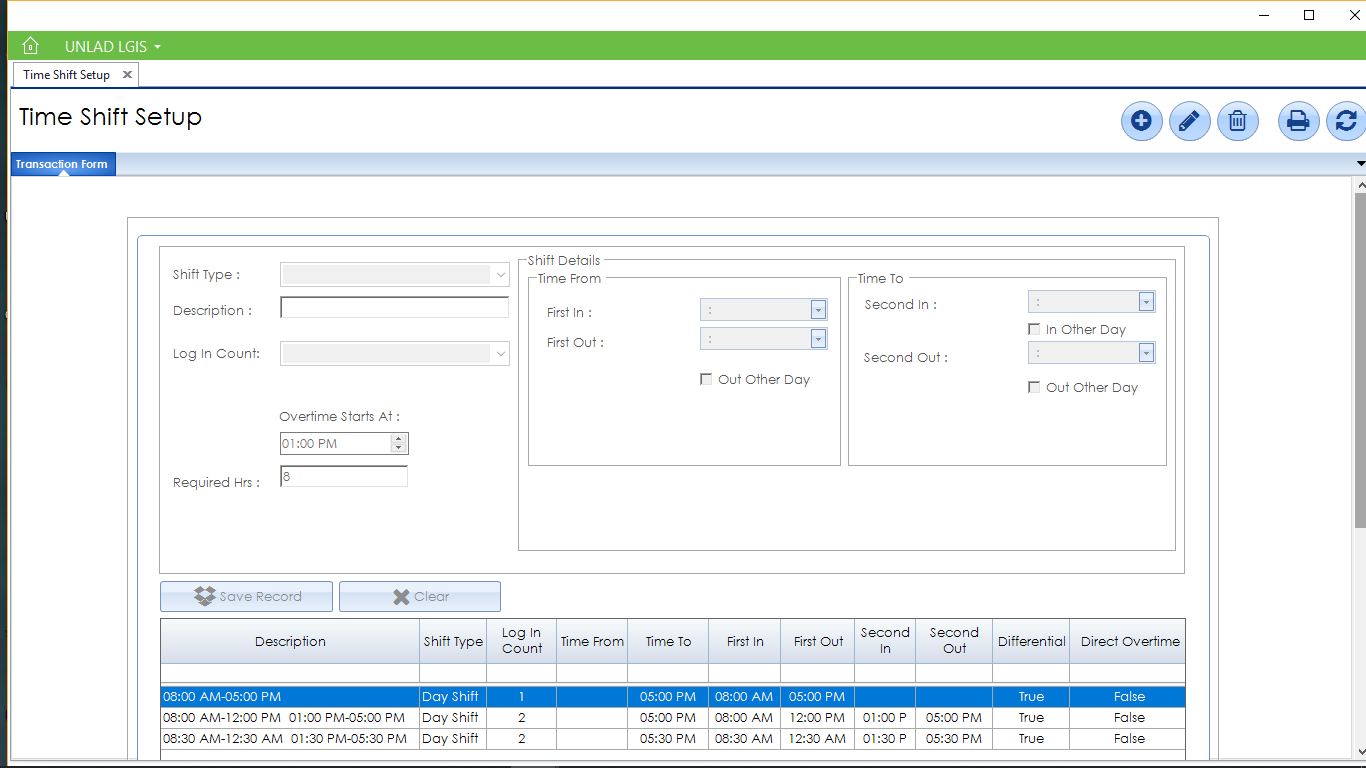 UNLAD LGIS
Time Shift Setup
Time Shift Setup
Transaction Form
Shift Details
Time From
Time To
Shift Type :
Description :
Log In Count:
Overtime Starts At :
01:00 PM
Required Hrs :
8
First In :
:
First Out :
:
Out Other Day
Second In :
:
In Other Day
Second Out :
:
Out Other Day
Save Record
Clear
Description Shift Type Log In Count Time From Time To First In First Out Second In Second Out Differential Direct Overtime
08:00 AM-05:00 PM Day Shift 1 05:00 PM 08:00 AM 05:00 PM True False
08:00 AM-12:00 PM 01:00 PM-05:00 PM Day Shift 2 05:00 PM 08:00 AM 12:00 PM 01:00 P 05:00 PM True False
08:30 AM-12:30 AM 01:30 PM-05:30 PM Day Shift 2 05:30 PM 08:30 AM 12:30 AM 01:30 P 05:30 PM True False